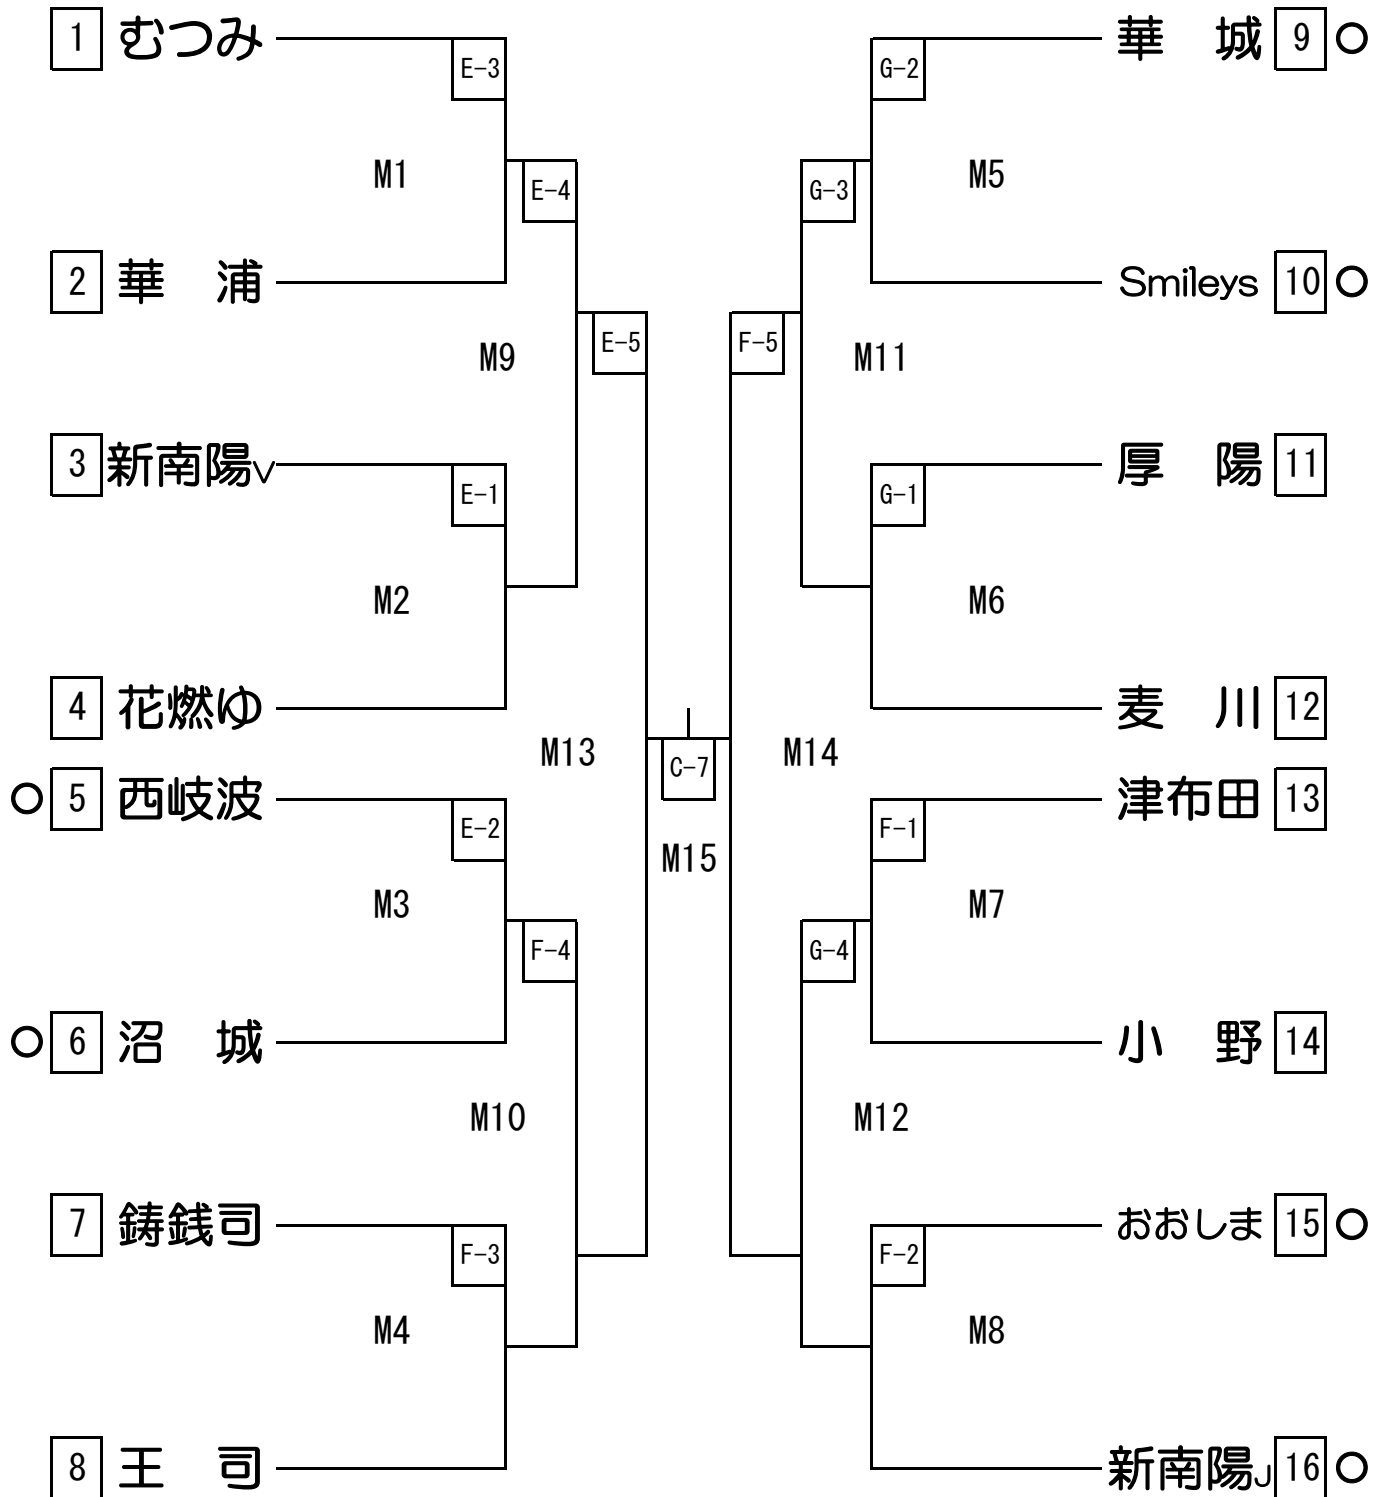 1 むつみ
E-3
M1
E-4
2 華 浦
M9
E-5
3 新南陽V
E-1
M2
4 花燃ゆ
M13
○ 5 西岐波
E-2
M3
F-4
○ 6 沼 城
M10
7 鋳銭司
F-3
M4
8 王 司
C-7
M15
華 城 9 ○
G-2
M5
G-3
Smileys 10 ○
F-5
M11
厚 陽 11
G-1
M6
麦 川 12
M14
津布田 13
F-1
M7
G-4
小 野 14
M12
おおしま 15 ○
F-2
M8
新南陽J 16 ○